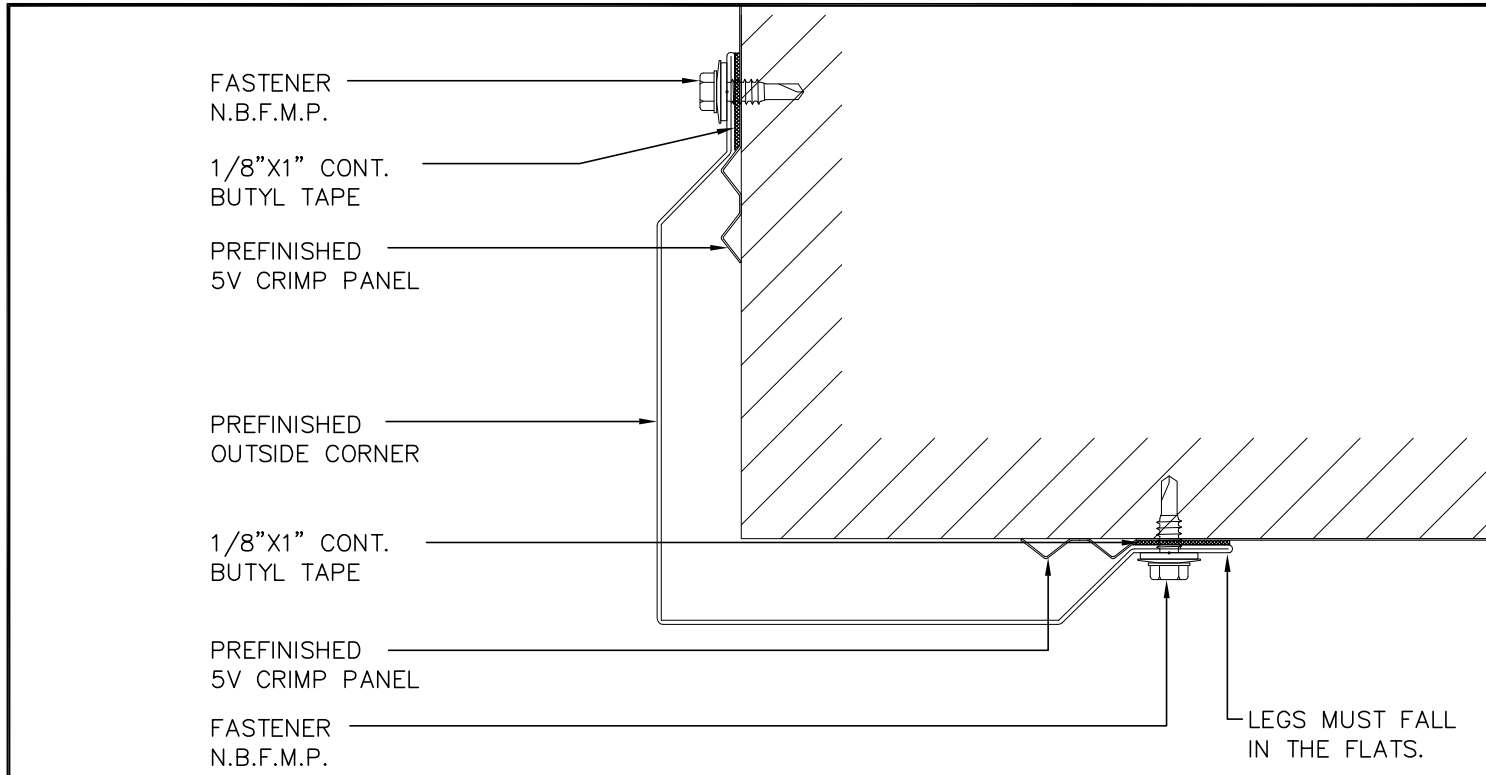 FASTENER
N.B.F.M.P.
1/8”X1” CONT.
BUTYL TAPE
PREFINISHED
5V CRIMP PANEL
PREFINISHED
OUTSIDE CORNER
1/8”X1” CONT.
BUTYL TAPE
PREFINISHED
5V CRIMP PANEL
FASTENER
N.B.F.M.P.
LEGS MUST FALL
IN THE FLATS.